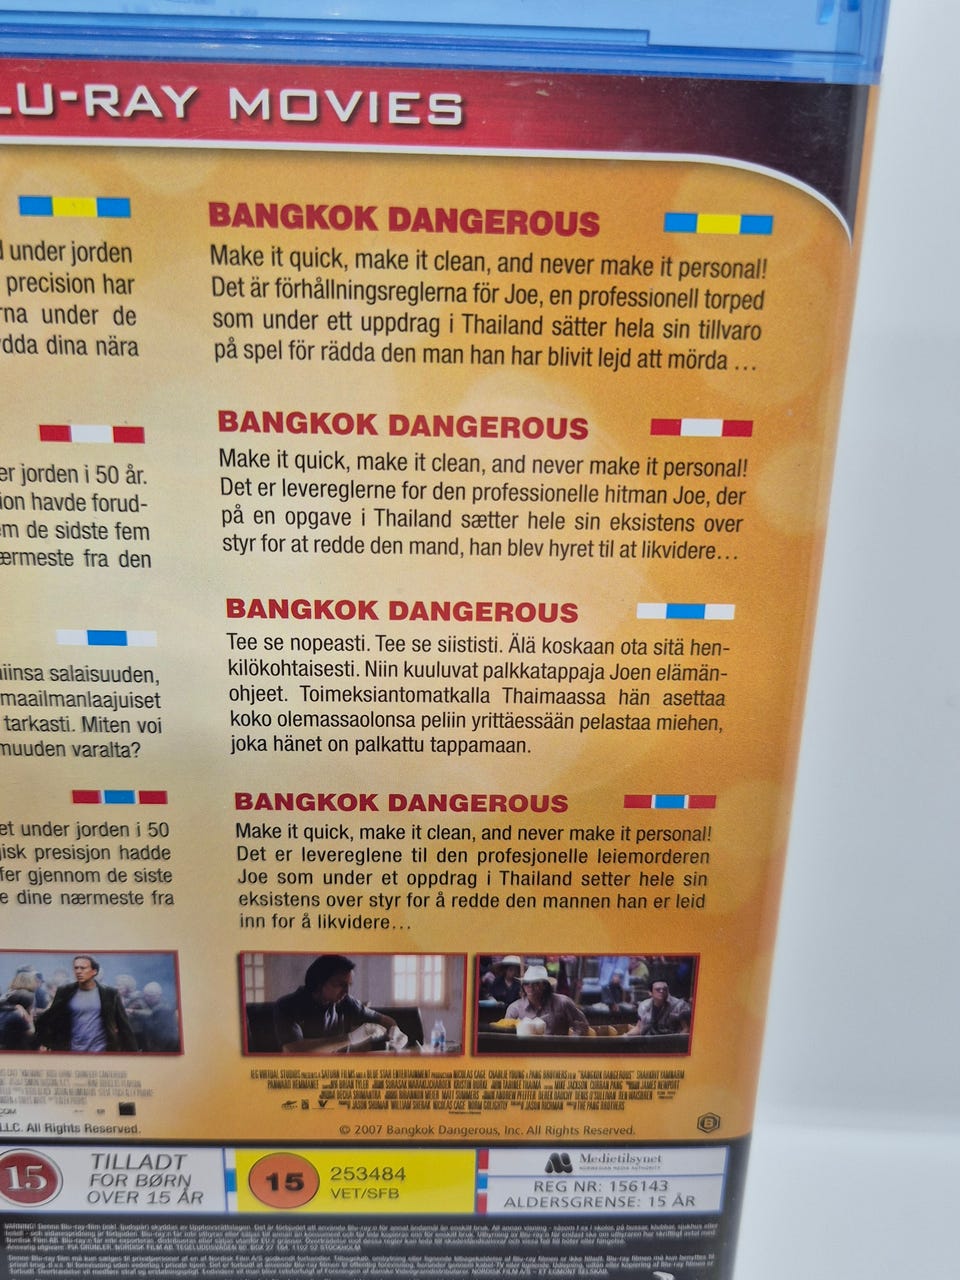 LU-RAY MOVIES
under jorden
precision har
rna under de
ydda dina nära
BANGKOK DANGEROUS
Make it quick, make it clean, and never make it personal!
Det är förhållningsreglerna för Joe, en professionell torped
som under ett uppdrag i Thailand sätter hela sin tillvaro
på spel för rädda den man han har blivit lejd att mörda ...
er jorden i 50 år.
ion havde forud-
em de sidste fem
ærmeste fra den
BANGKOK DANGEROUS
Make it quick, make it clean, and never make it personal!
Det er levereglerne for den professionelle hitman Joe, der
på en opgave i Thailand sætter hele sin eksistens over
styr for at redde den mand, han blev hyret til at likvidere...
iinsa salaisuuden,
maailmanlaajuiset
tarkasti. Miten voi
muuden varalta?
BANGKOK DANGEROUS
Tee se nopeasti. Tee se siististi. Älä koskaan ota sitä hen-
kilökohtaisesti. Niin kuuluvat palkkatappaja Joen elämän-
ohjeet. Toimeksiantomatkalla Thaimaassa hän asettaa
koko olemassaolonsa peliin yrittäessään pelastaa miehen,
joka hänet on palkattu tappamaan.
et under jorden i 50
jisk presisjon hadde
fer gjennom de siste
e dine nærmeste fra
BANGKOK DANGEROUS
Make it quick, make it clean, and never make it personal!
Det er levereglene til den profesjonelle leiemorderen
Joe som under et oppdrag i Thailand setter hele sin
eksistens over styr for å redde den mannen han er leid
inn for å likvidere...
LLC. All Rights Reserved.
© 2007 Bangkok Dangerous, Inc. All Rights Reserved.
15
TILLADT
FOR BØRN
OVER 15 ÅR
15
253484
VET/SFB
Medietilsynet
NORWEGIAN MEDIA AUTHORITY
REG NR: 156143
ALDERSGRENSE: 15 ÅR